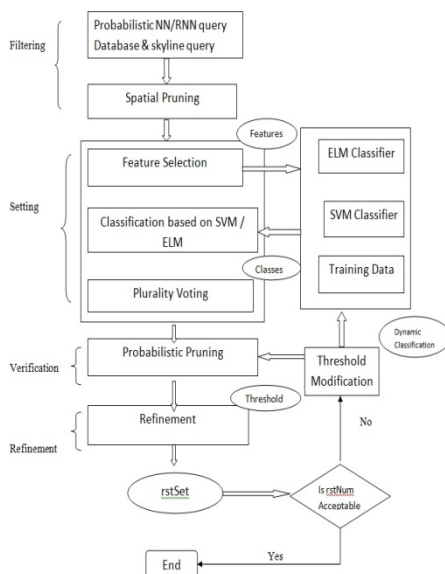 Filtering
Probabilistic NN/RNN query
Database & skyline query
Spatial Pruning
Features
Setting
Feature Selection
Classification based on SVM /
ELM
Plurality Voting
ELM Classifier
SVM Classifier
Training Data
Classes
Dynamic
Classification
Verification
Probabilistic Pruning
Threshold
Modification
Threshold
Refinement
Refinement
No
rstSet
Is rstNum
Acceptable
Yes
End